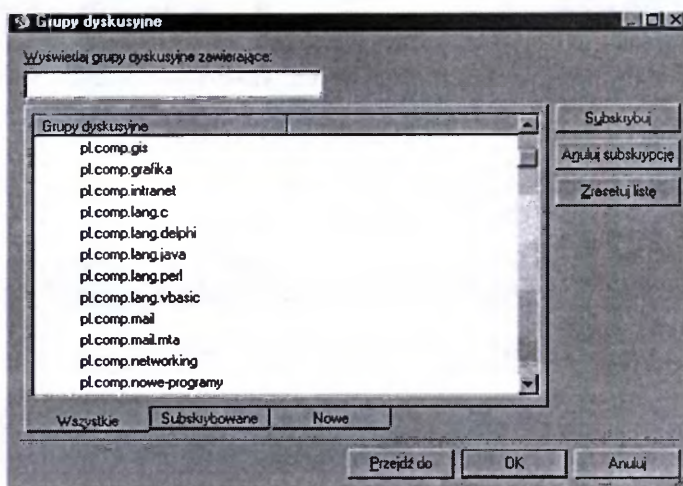 Grupy dyskusyjne
Wyświetlaj grupy dyskusyjne zawierające:
Grupy dyskusyjne
pl.comp.gis
pl.comp.grafika
pl.comp.intranet
pl.comp.lang.c
pl.comp.lang.delphi
pl.comp.lang.java
pl.comp.lang.perl
pl.comp.lang.vbasic
pl.comp.mail
pl.comp.mail.mta
pl.comp.networking
pl.comp.nowe-programy
Subskrybuj
Anuluj subskrypcję
Zresetuj listę
Wszystkie
Subskrybowane
Nowe
Przejdź do
OK
Anuluj